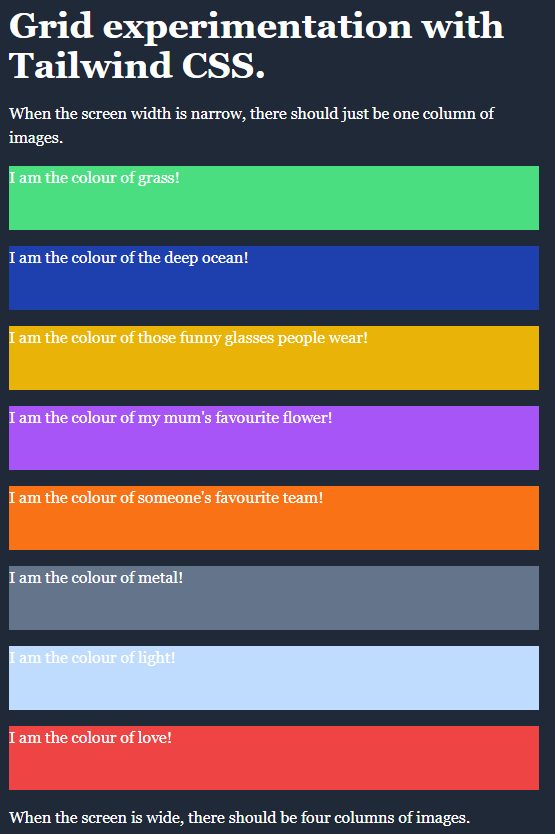 Grid experimentation with
Tailwind CSS.
When the screen width is narrow, there should just be one column of
images.
I am the colour of grass!
I am the colour of the deep ocean!
I am the colour of those funny glasses people wear!
I am the colour of my mum's favourite flower!
I am the colour of someone's favourite team!
I am the colour of metal!
I am the colour of light!
I am the colour of love!
When the screen is wide, there should be four columns of images.